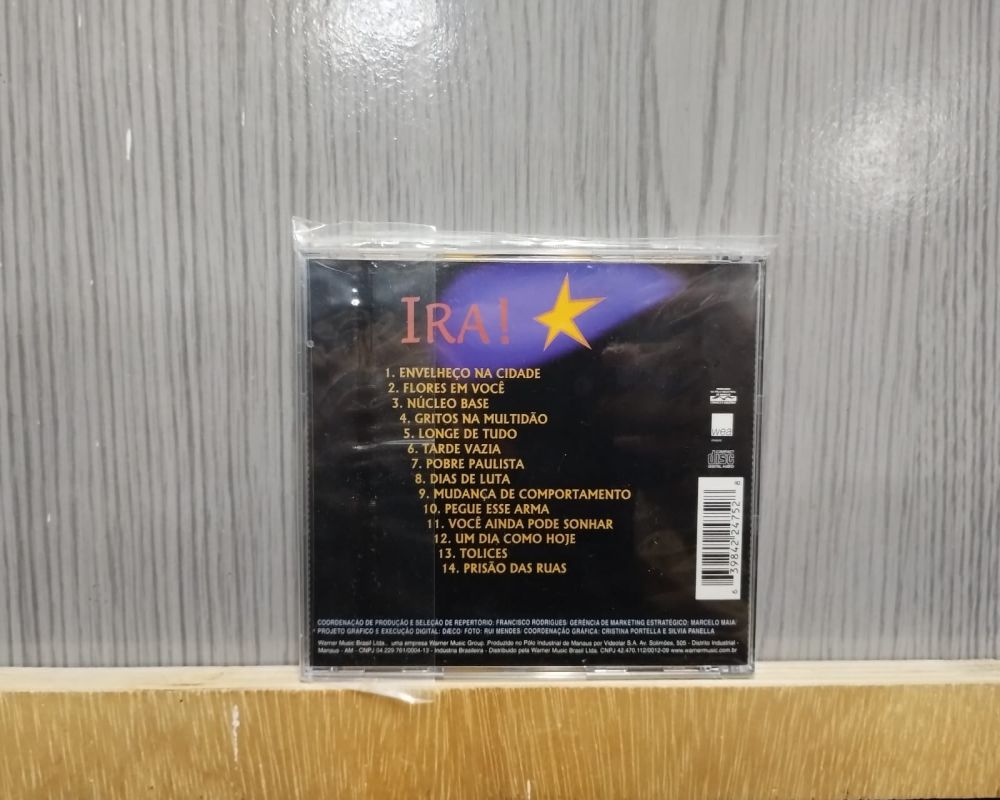 IRA!
1. ENVELHEÇO NA CIDADE
2. FLORES EM VOCÊ
3. NÚCLEO BASE
4. GRITOS NA MULTIDÃO
5. LONGE DE TUDO
6. TARDE VAZIA
7. POBRE PAULISTA
8. DIAS DE LUTA
9. MUDANÇA DE COMPORTAMENTO
10. PEGUE ESSE ARMA
11. VOCÊ AINDA PODE SONHAR
12. UM DIA COMO HOJE
13. TOLICES
14. PRISÃO DAS RUAS
wea
COMPACT
disc
DIGITAL AUDIO
6 39842 24752 8
COORDENAÇÃO DE PRODUÇÃO E SELEÇÃO DE REPERTÓRIO: FRANCISCO RODRIGUES GERÊNCIA DE MARKETING ESTRATÉGICO: MARCELO MAIA
PROJETO GRÁFICO E EXECUÇÃO DIGITAL: D/ECO FOTO: RUI MENDES COORDENAÇÃO GRÁFICA: CRISTINA PORTELLA E SILVIA PANELLA
Warner Music Brasil Ltda., uma empresa Warner Music Group. Produzido no Pólo Industrial de Manaus por Videolar S.A. Av. Solimões, 505 - Distrito Industrial -
Manaus - AM - CNPJ 04.229.761/0004-13 - Indústria Brasileira - Distribuído pela Warner Music Brasil Ltda. CNPJ 42.470.112/0012-09 www.warnermusic.com.br